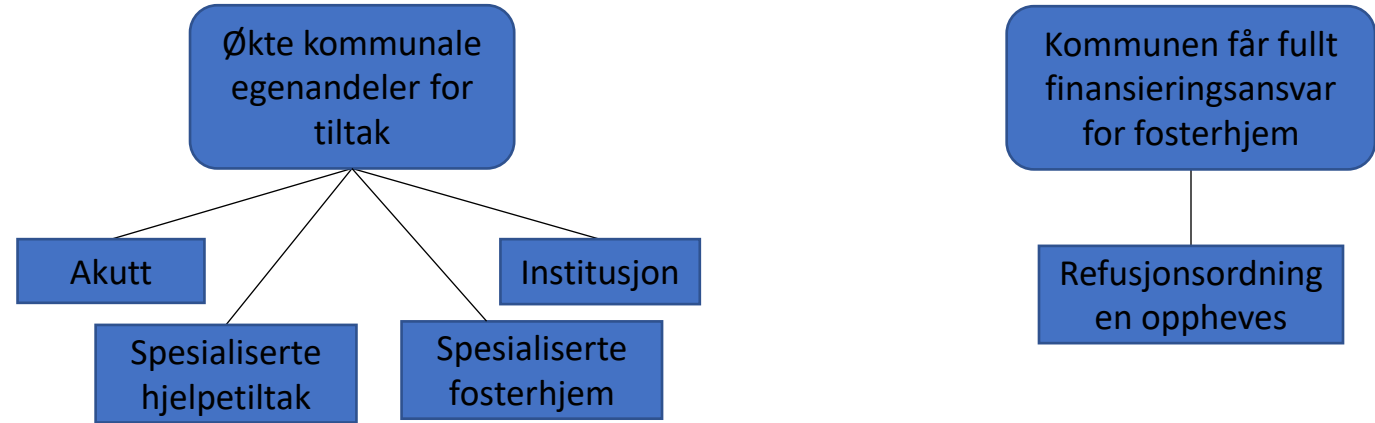 Økte kommunale
egenandeler for
tiltak
Kommunen får fullt
finansieringsansvar
for fosterhjem
Akutt
Institusjon
Spesialiserte
hjelpetiltak
Spesialiserte
fosterhjem
Refusjonsordning
en oppheves